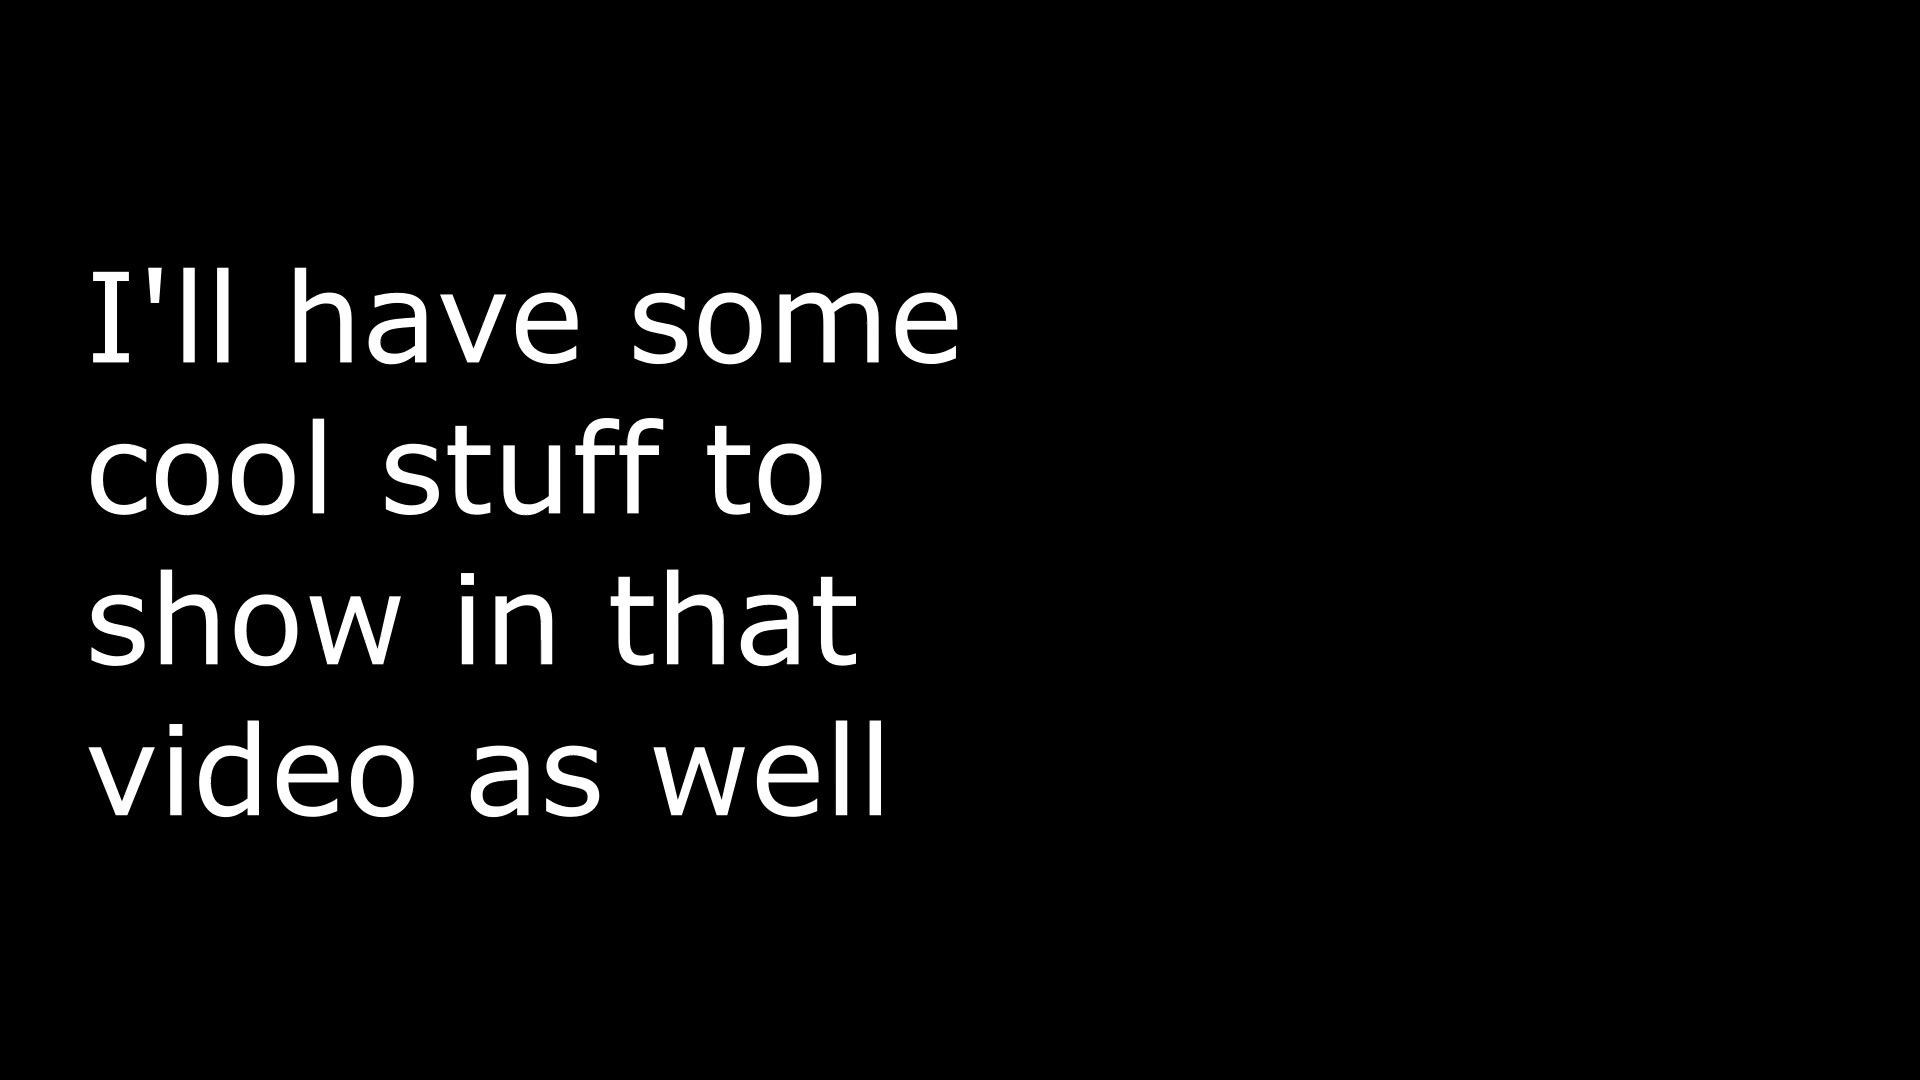 I'll have some
cool stuff to
show in that
video as well